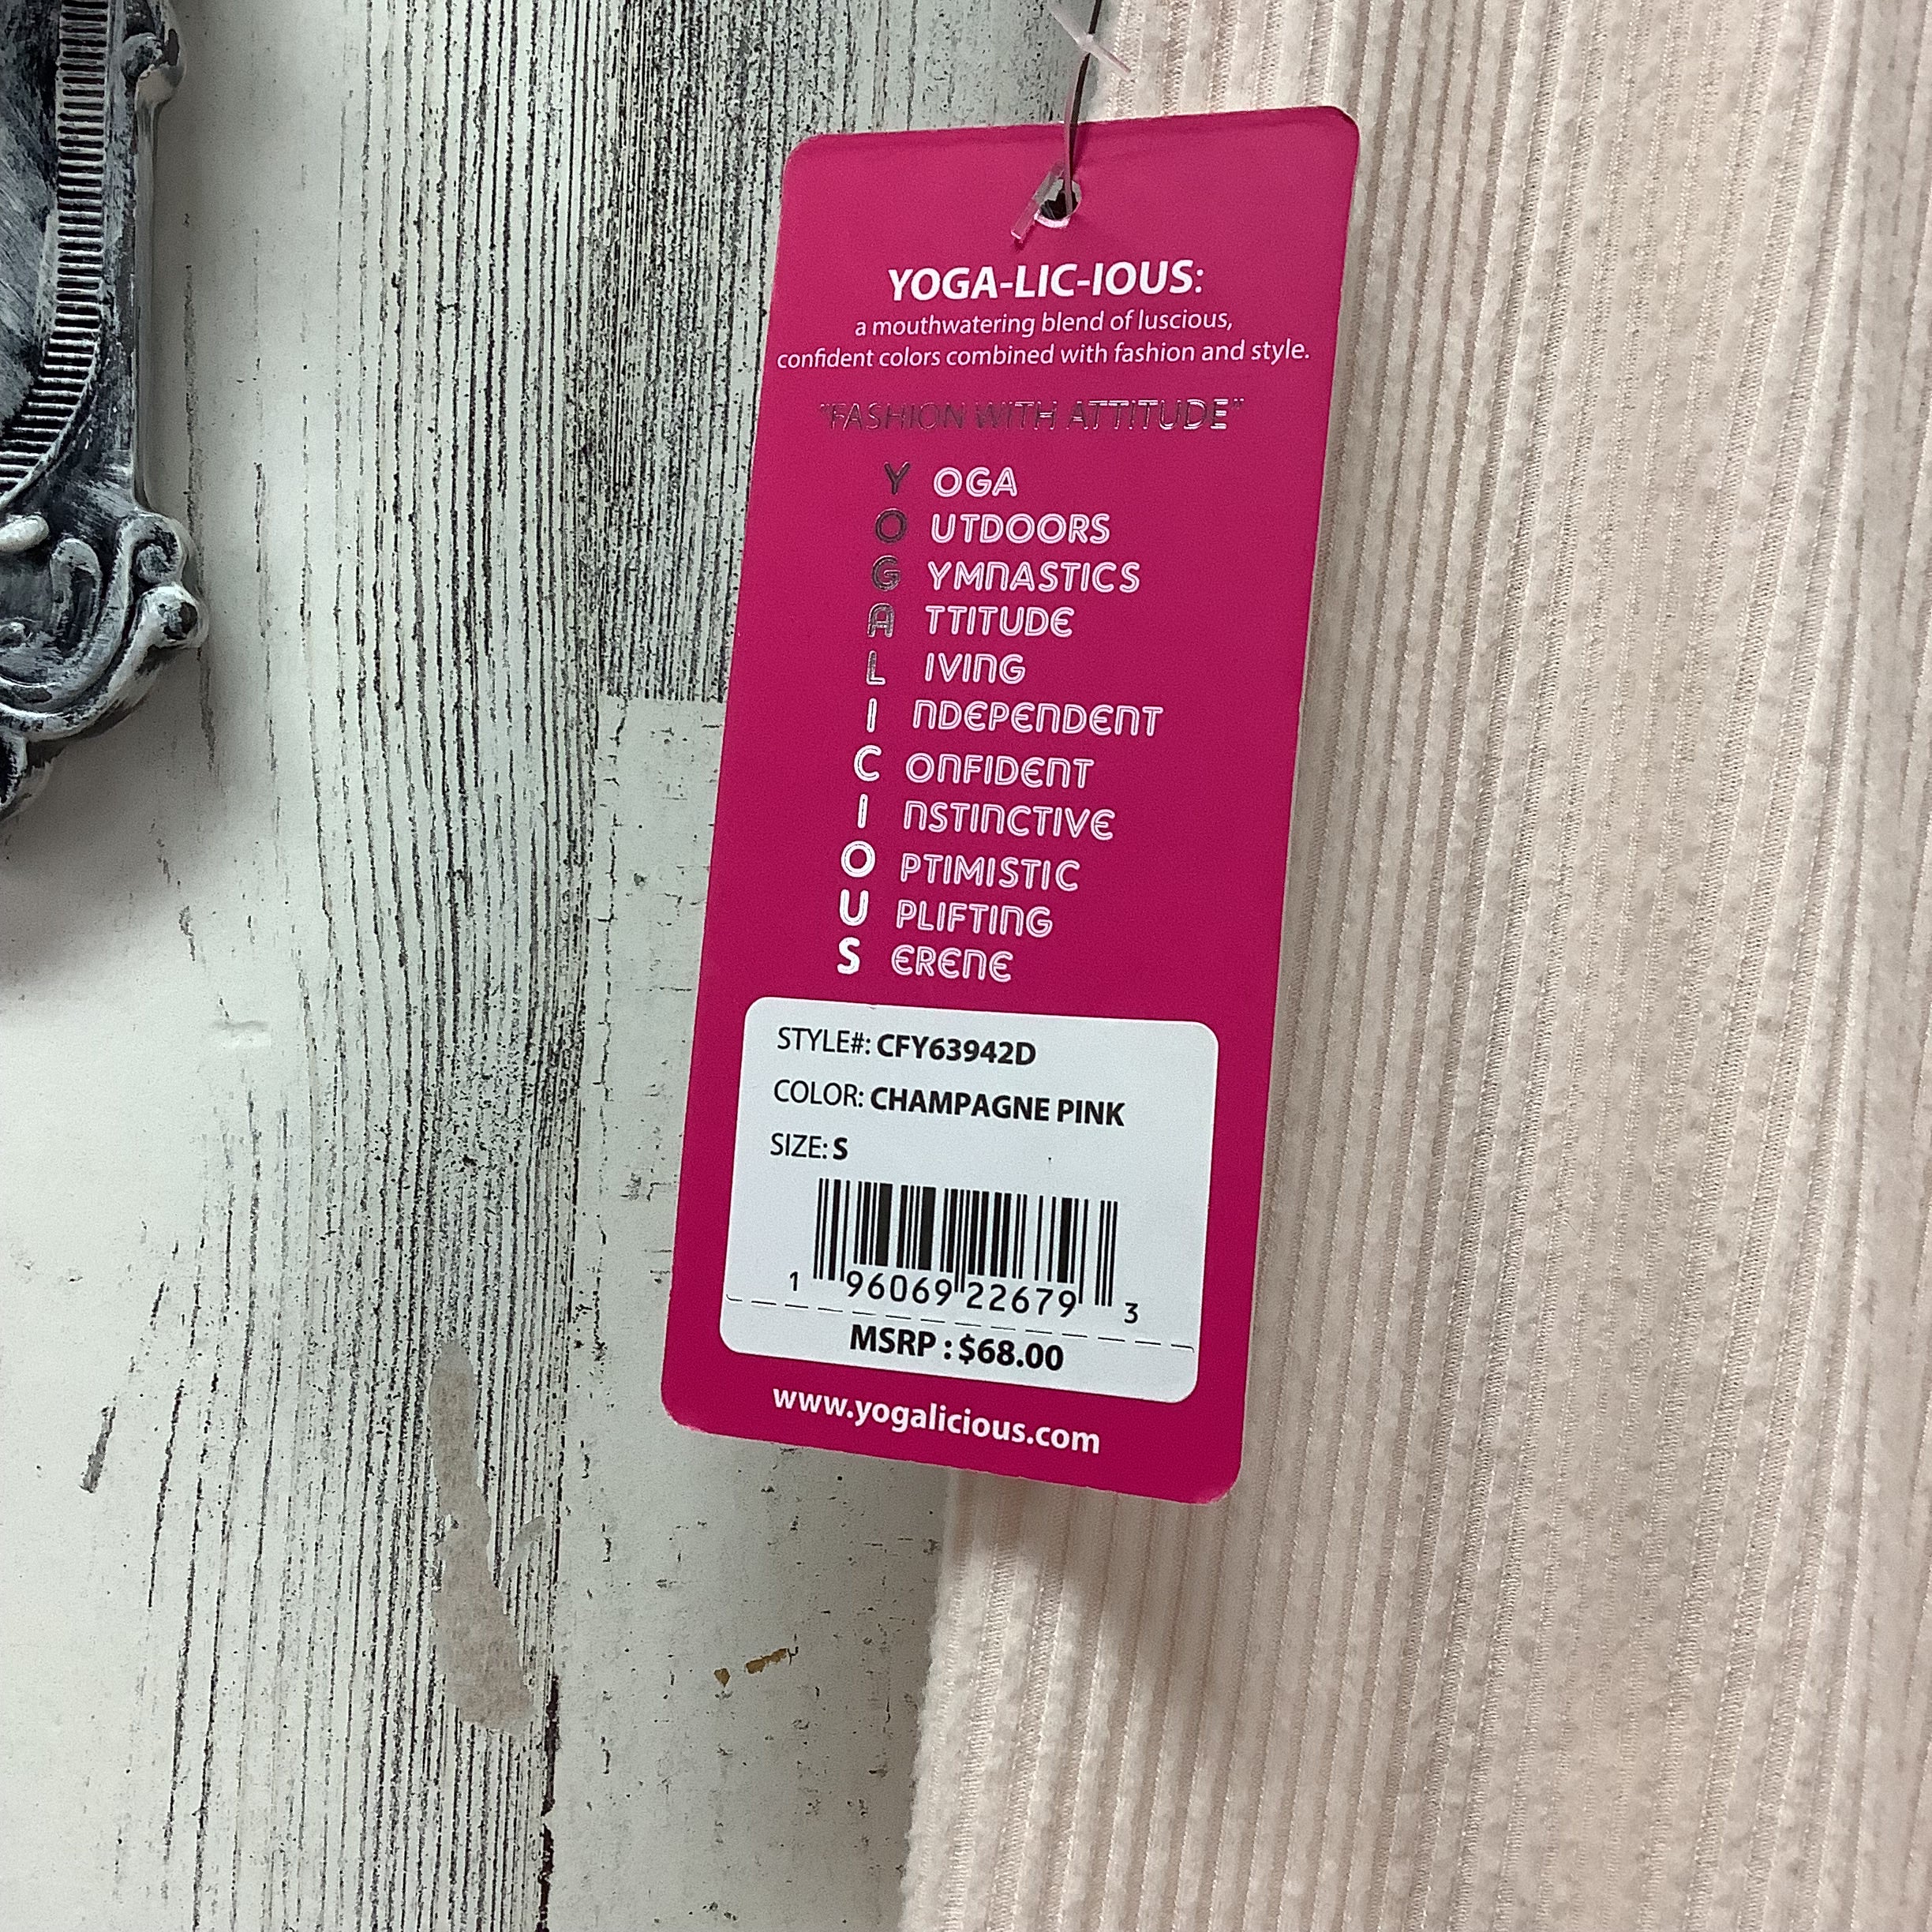 YOGA-LIC-IOUS:
a mouthwatering blend of luscious,
confident colors combined with fashion and style.
"FASHION WITH ATTITUDE"
Y OGA
O UTDOORS
G YMNASTICS
A TTITUDE
L IVING
I NDEPENDENT
C ONFIDENT
I NSTINCTIVE
O PTIMISTIC
U PLIFTING
S ERENE
STYLE#: CFY63942D
COLOR: CHAMPAGNE PINK
SIZE: S
1 96069 22679 3
MSRP : $68.00
www.yogalicious.com